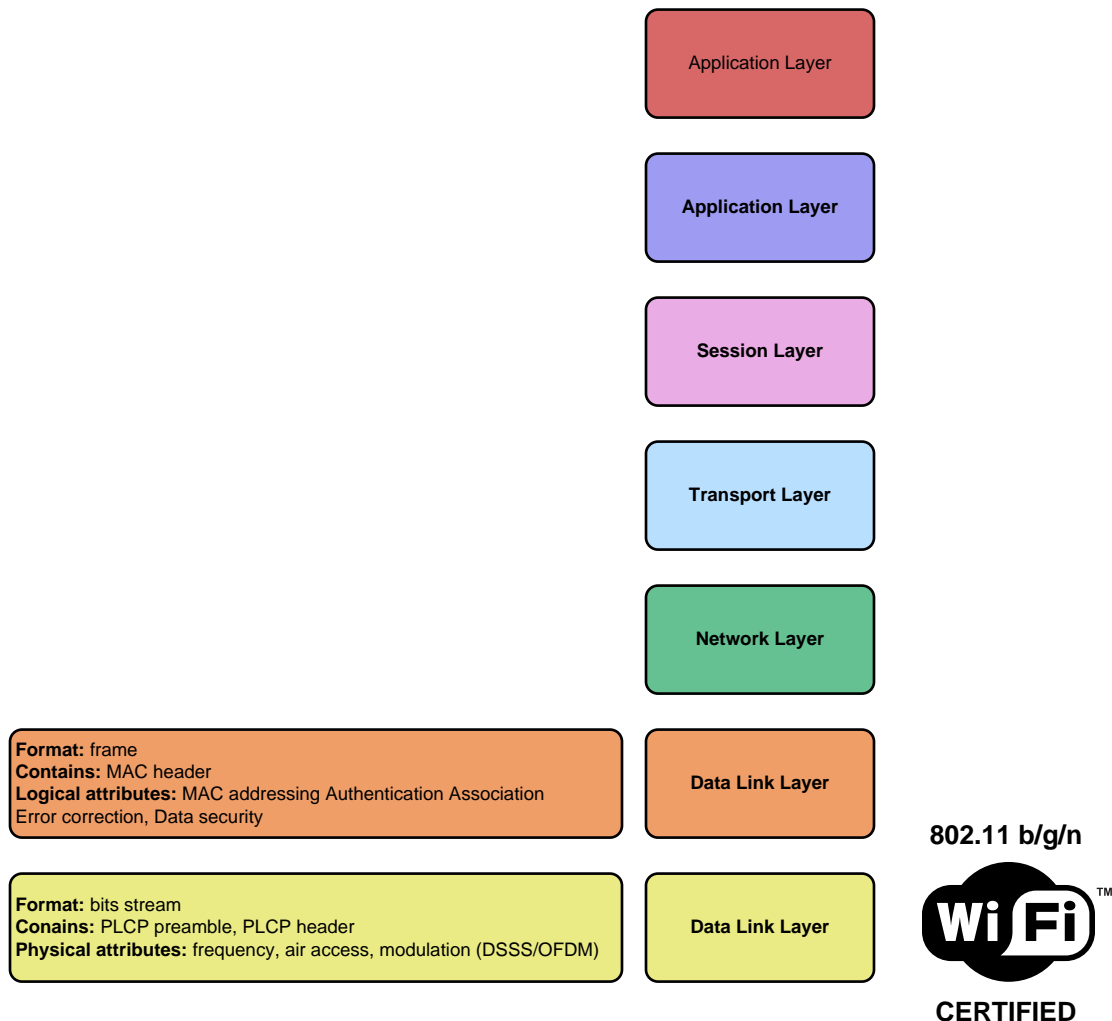 Application Layer
Application Layer
Session Layer
Transport Layer
Network Layer
Format: frame
Contains: MAC header
Logical attributes: MAC addressing Authentication Association
Error correction, Data security
Data Link Layer
802.11 b/g/n
Format: bits stream
Conains: PLCP preamble, PLCP header
Physical attributes: frequency, air access, modulation (DSSS/OFDM)
Data Link Layer
Wi Fi TM
CERTIFIED